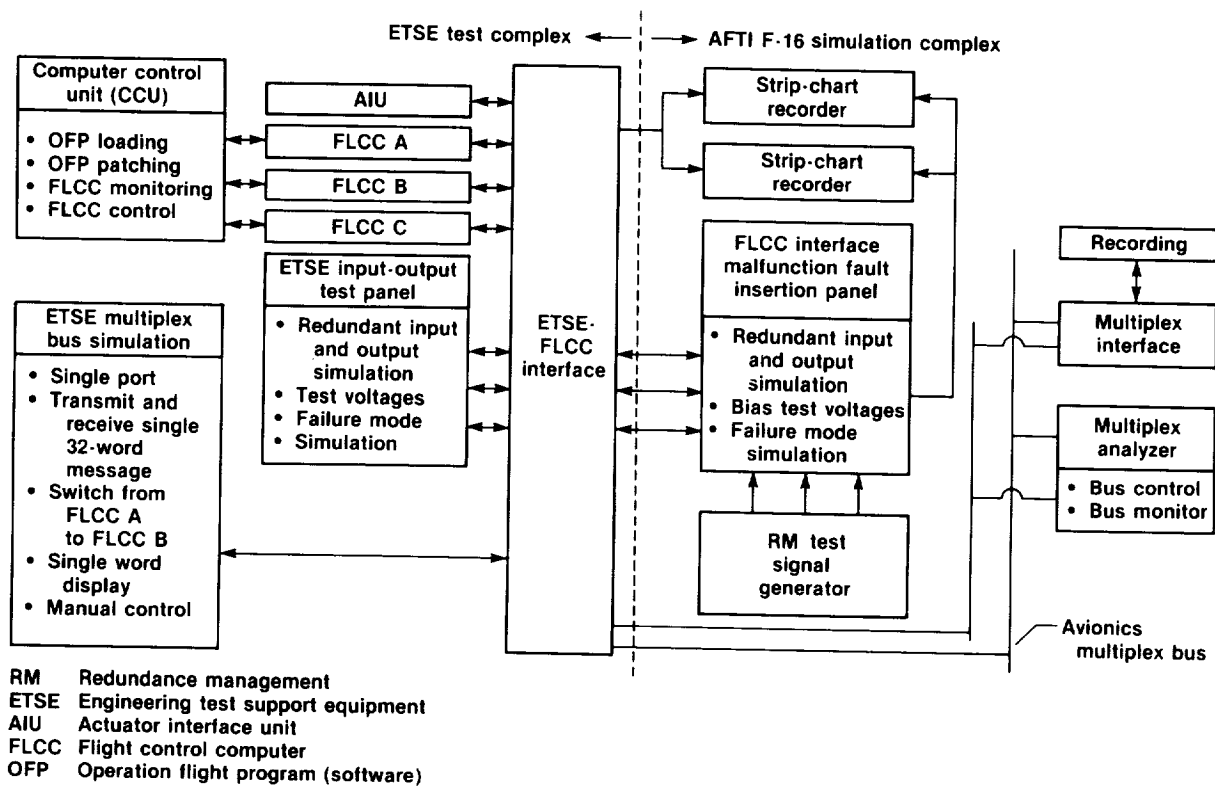 ETSE test complex
AFTI F-16 simulation complex
Computer control
unit (CCU)
• OFP loading
• OFP patching
• FLCC monitoring
• FLCC control
AIU
FLCC A
FLCC B
FLCC C
ETSE input-output
test panel
• Redundant input
and output
simulation
• Test voltages
• Failure mode
• Simulation
ETSE multiplex
bus simulation
• Single port
• Transmit and
receive single
32-word
message
• Switch from
FLCC A
to FLCC B
• Single word
display
• Manual control
ETSE-
FLCC
interface
Strip-chart
recorder
Strip-chart
recorder
FLCC interface
malfunction fault
insertion panel
• Redundant input
and output
simulation
• Bias test voltages
• Failure mode
simulation
RM test
signal
generator
Recording
Multiplex
interface
Multiplex
analyzer
• Bus control
• Bus monitor
Avionics
multiplex bus
RM Redundance management
ETSE Engineering test support equipment
AIU Actuator interface unit
FLCC Flight control computer
OFP Operation flight program (software)